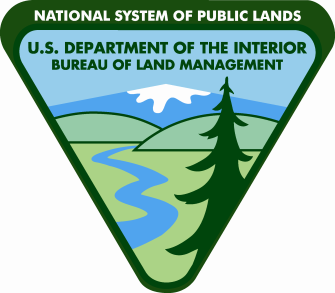 NATIONAL SYSTEM OF PUBLIC LANDS
U.S. DEPARTMENT OF THE INTERIOR
BUREAU OF LAND MANAGEMENT